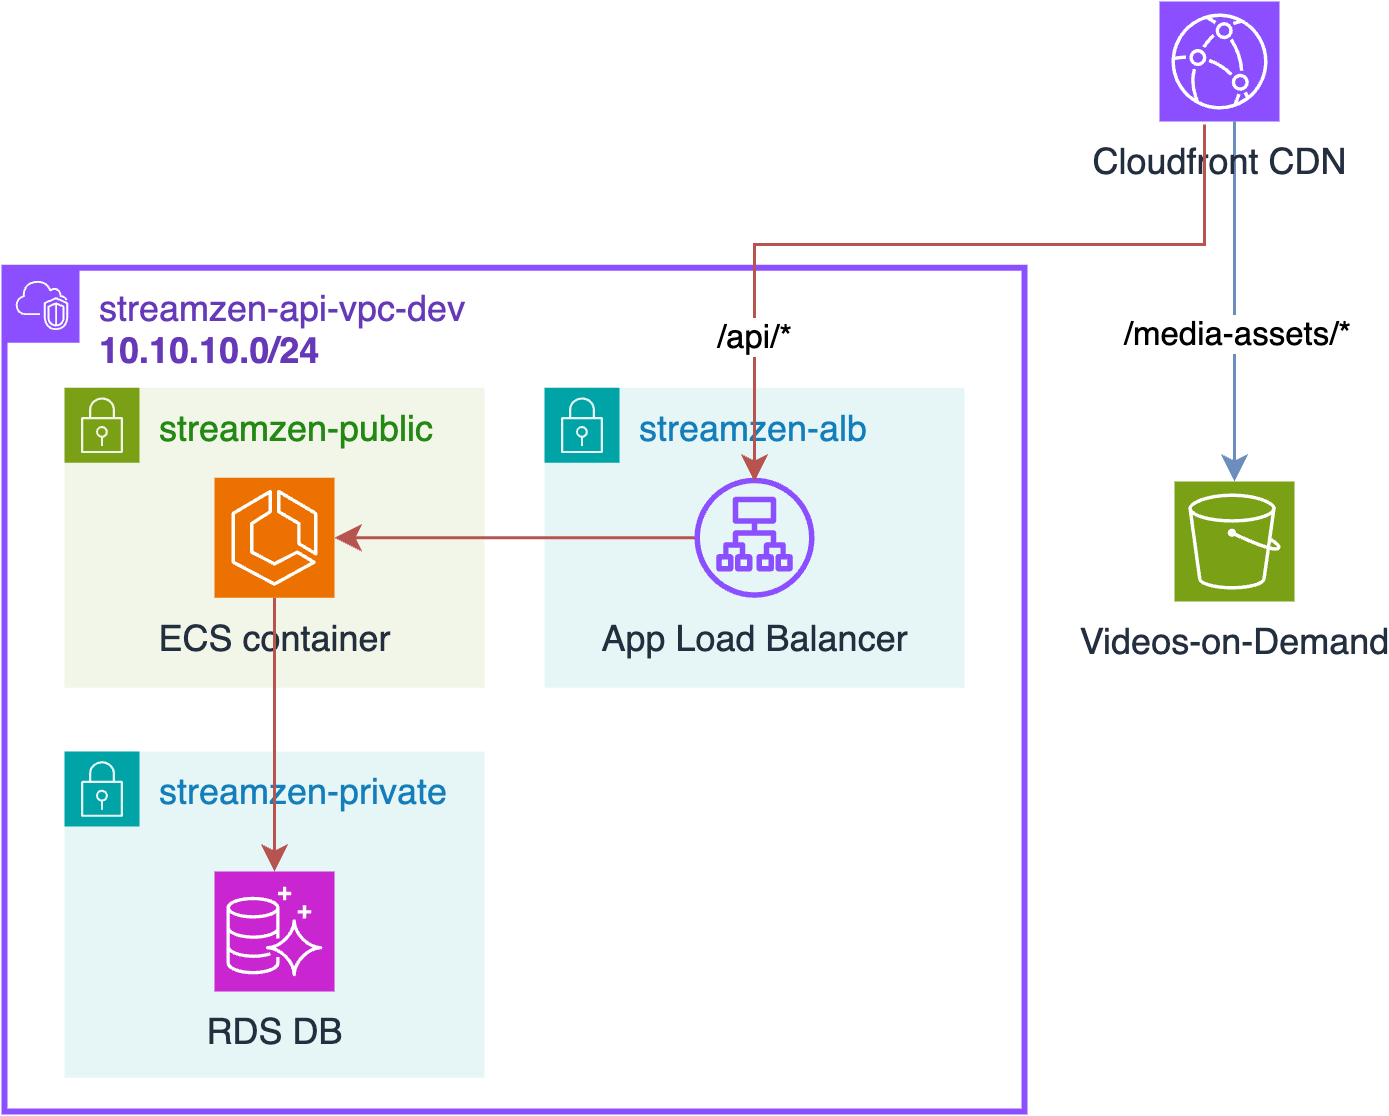 Cloudfront CDN
streamzen-api-vpc-dev
10.10.10.0/24
/api/*
/media-assets/*
streamzen-public
streamzen-alb
ECS container
App Load Balancer
Videos-on-Demand
streamzen-private
RDS DB